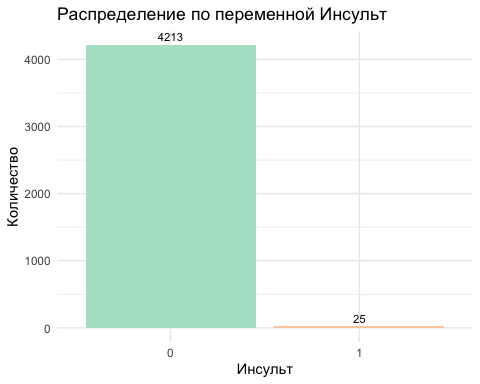 Распределение по переменной Инсульт
4213
4000
3000
Количество
2000
1000
25
0
0 1
Инсульт